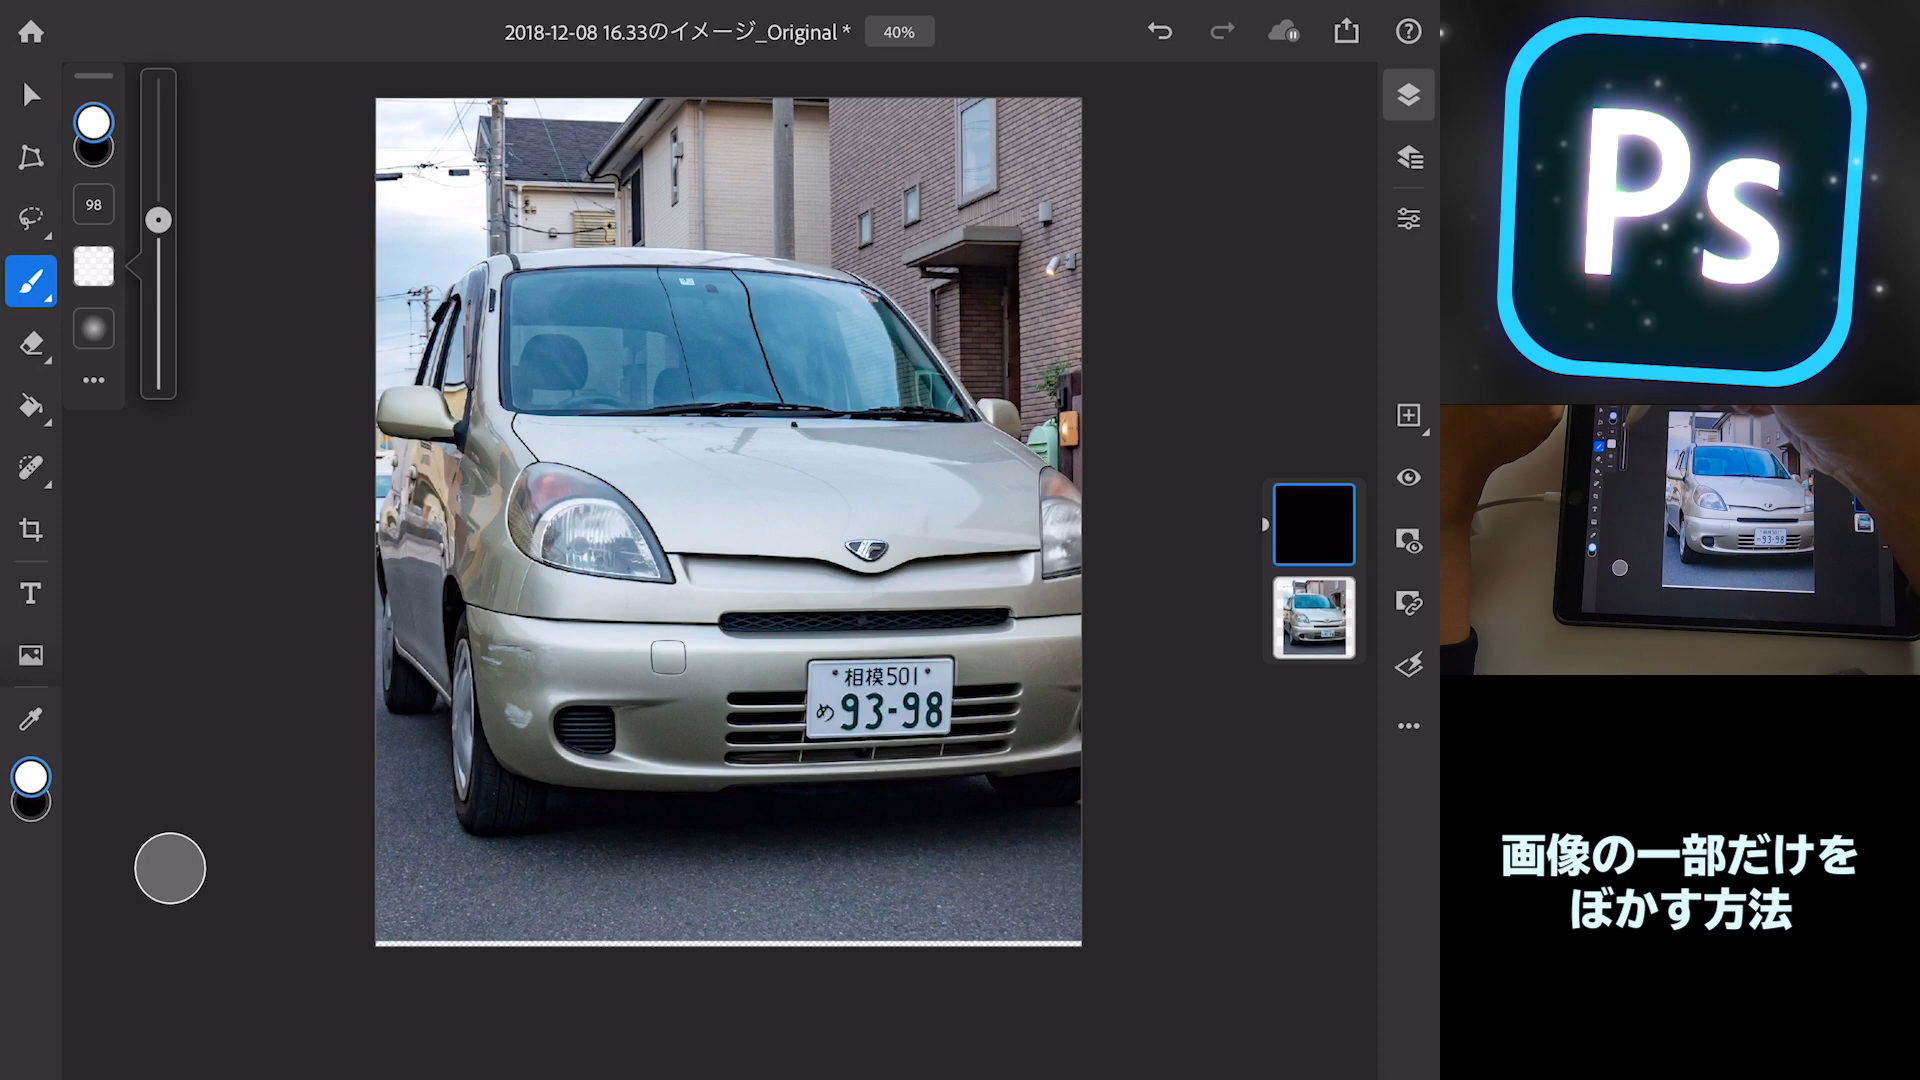 2018-12-08 16.33のイメージ_Original *
40%
98
T
相模501
め 93-98
Ps
画像の一部だけを
ぼかす方法